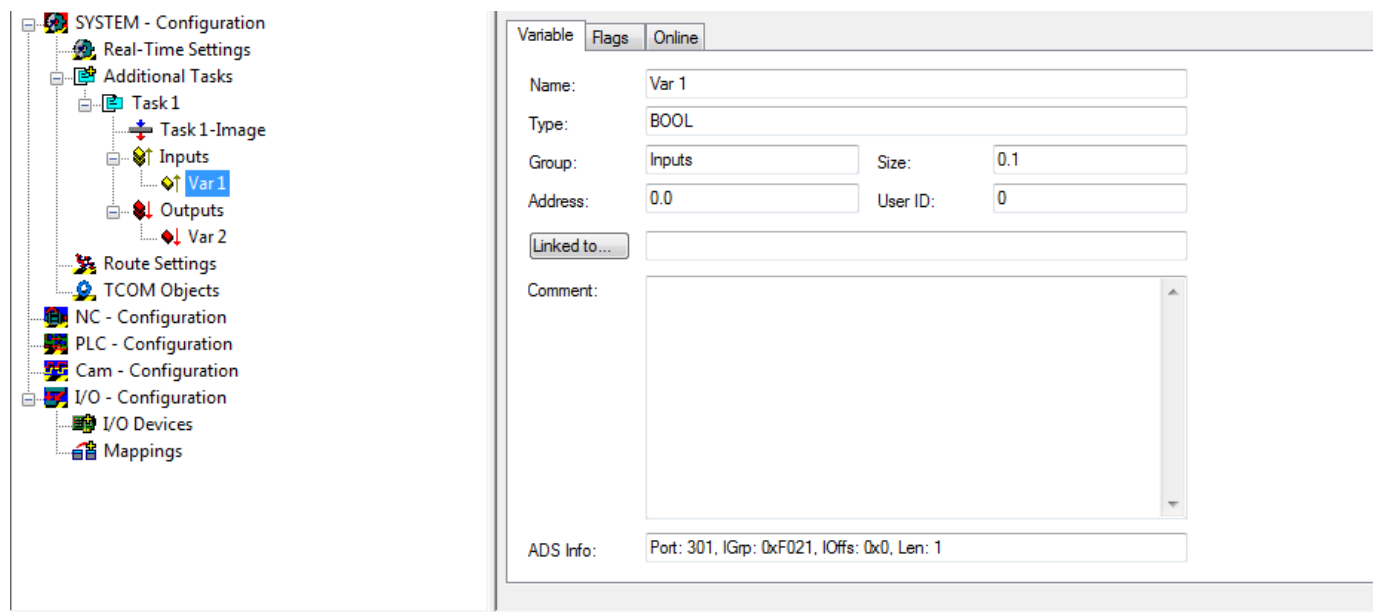 SYSTEM - Configuration
Real-Time Settings
Additional Tasks
Task 1
Task 1-Image
Inputs
Var 1
Outputs
Var 2
Route Settings
TCOM Objects
NC - Configuration
PLC - Configuration
Cam - Configuration
I/O - Configuration
I/O Devices
Mappings
Variable Flags Online
Name: Var 1
Type: BOOL
Group: Inputs Size: 0.1
Address: 0.0 User ID: 0
Linked to...
Comment:
ADS Info: Port: 301, IGrp: 0xF021, IOffs: 0x0, Len: 1